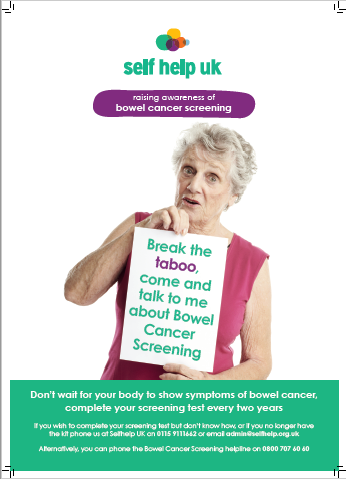 self help uk
raising awareness of
bowel cancer screening
Break the
taboo,
come and
talk to me
about Bowel
Cancer
Screening
Don't wait for your body to show symptoms of bowel cancer,
complete your screening test every two years
If you wish to complete your screening test but don't know how, or if you no longer have
the kit phone us at Selfhelp UK on 0115 9111662 or email admin@selfhelp.org.uk
Alternatively, you can phone the Bowel Cancer Screening helpline on 0800 707 60 60